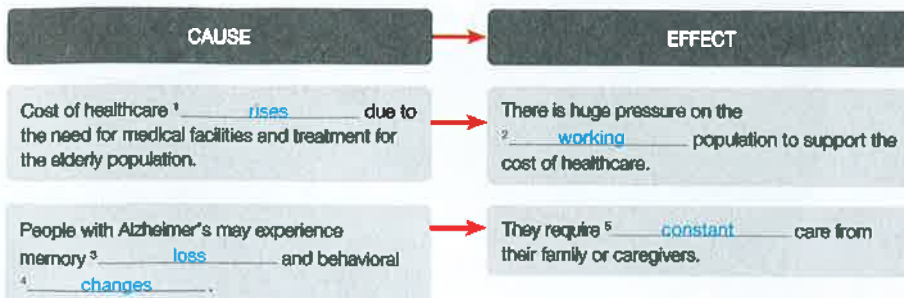 CAUSE
EFFECT
Cost of healthcare 1 rises due to
the need for medical facilities and treatment for
the elderly population.
There is huge pressure on the
2 working population to support the
cost of healthcare.
People with Alzheimer's may experience
memory 3 loss and behavioral
4 changes .
They require 5 constant care from
their family or caregivers.